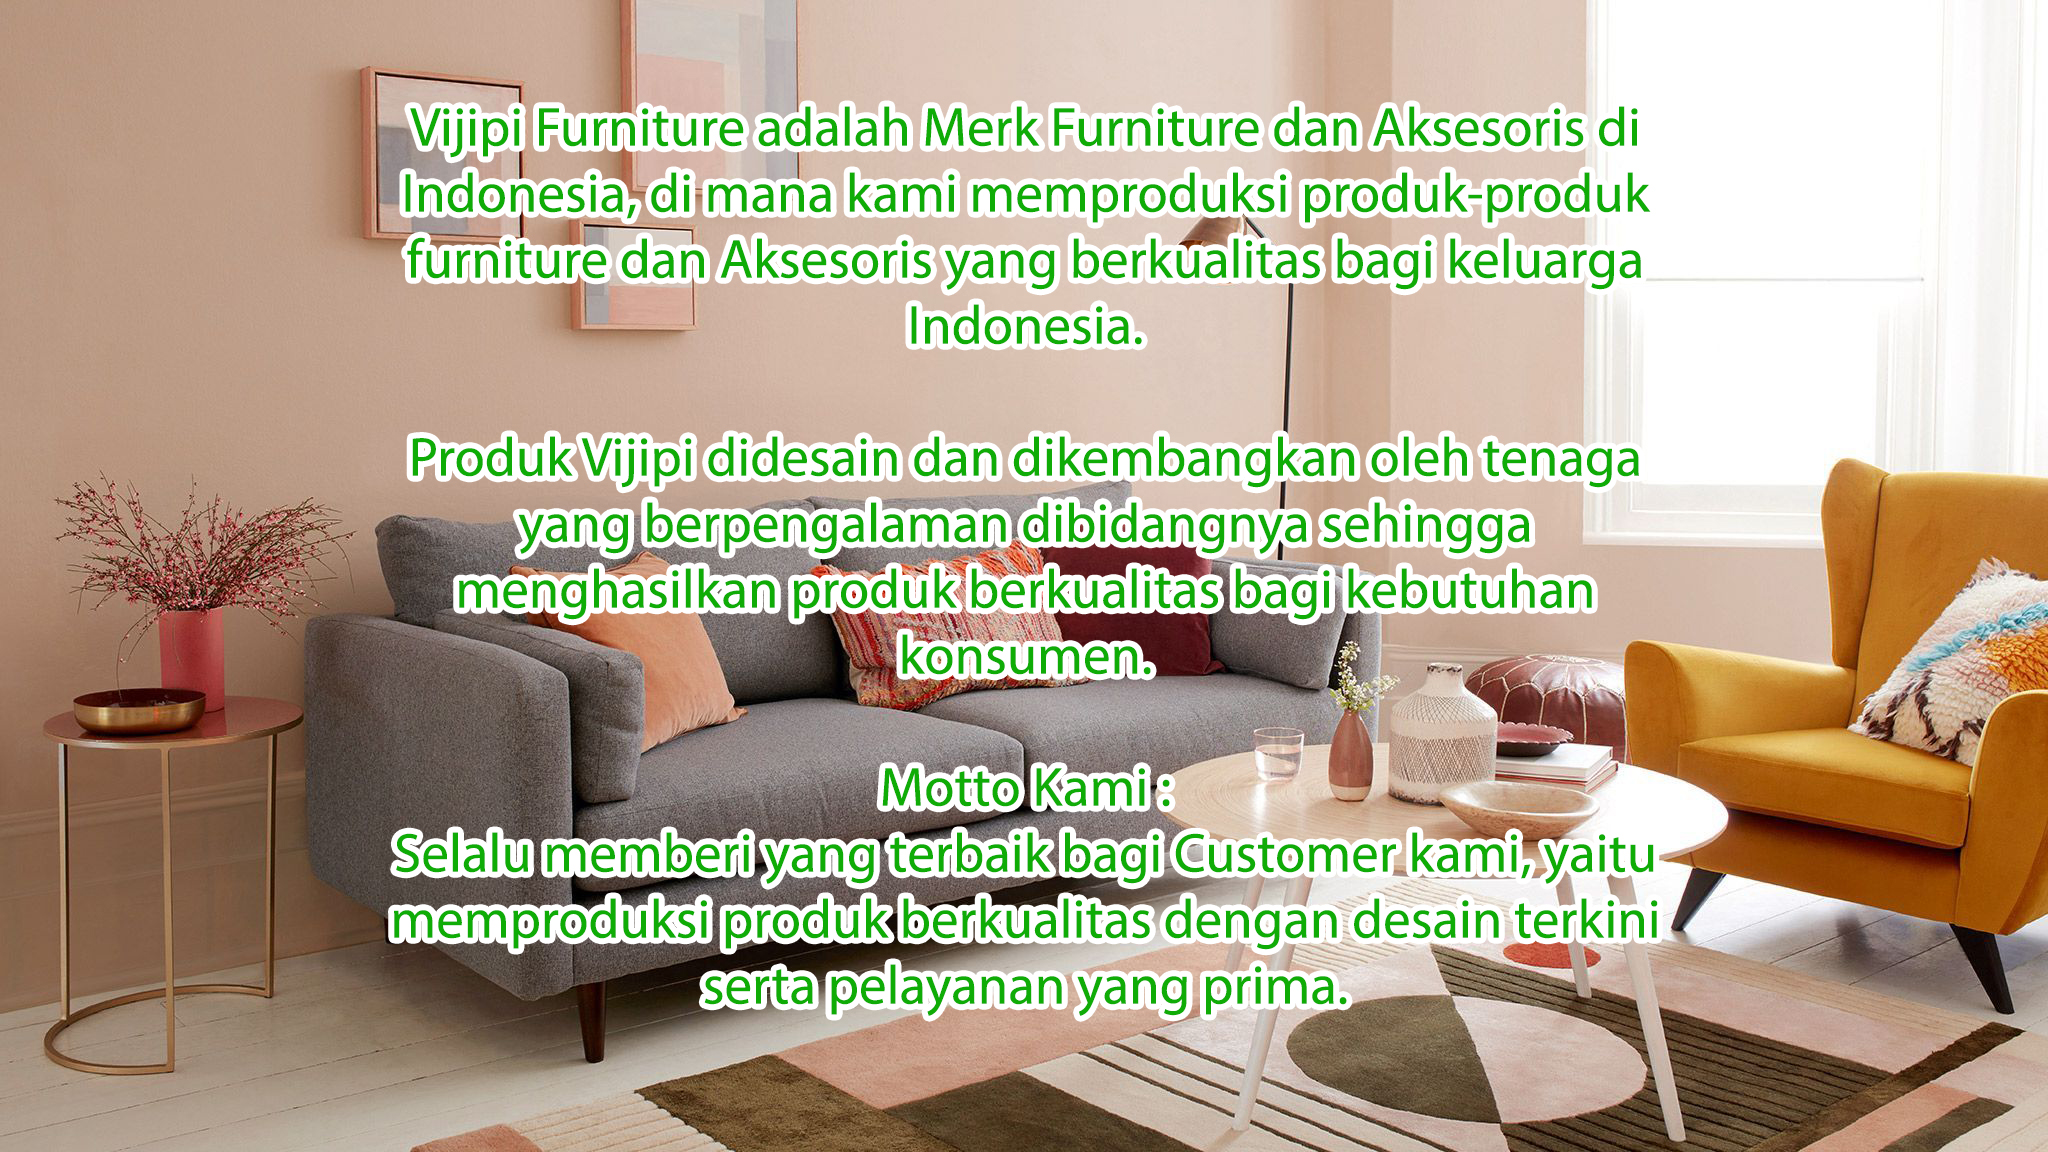 Vijipi Furniture adalah Merk Furniture dan Aksesoris di
Indonesia, di mana kami memproduksi produk-produk
furniture dan Aksesoris yang berkualitas bagi keluarga
Indonesia.
Produk Vijipi didesain dan dikembangkan oleh tenaga
yang berpengalaman dibidangnya sehingga
menghasilkan produk berkualitas bagi kebutuhan
konsumen.
Motto Kami :
Selalu memberi yang terbaik bagi Customer kami, yaitu
memproduksi produk berkualitas dengan desain terkini
serta pelayanan yang prima.